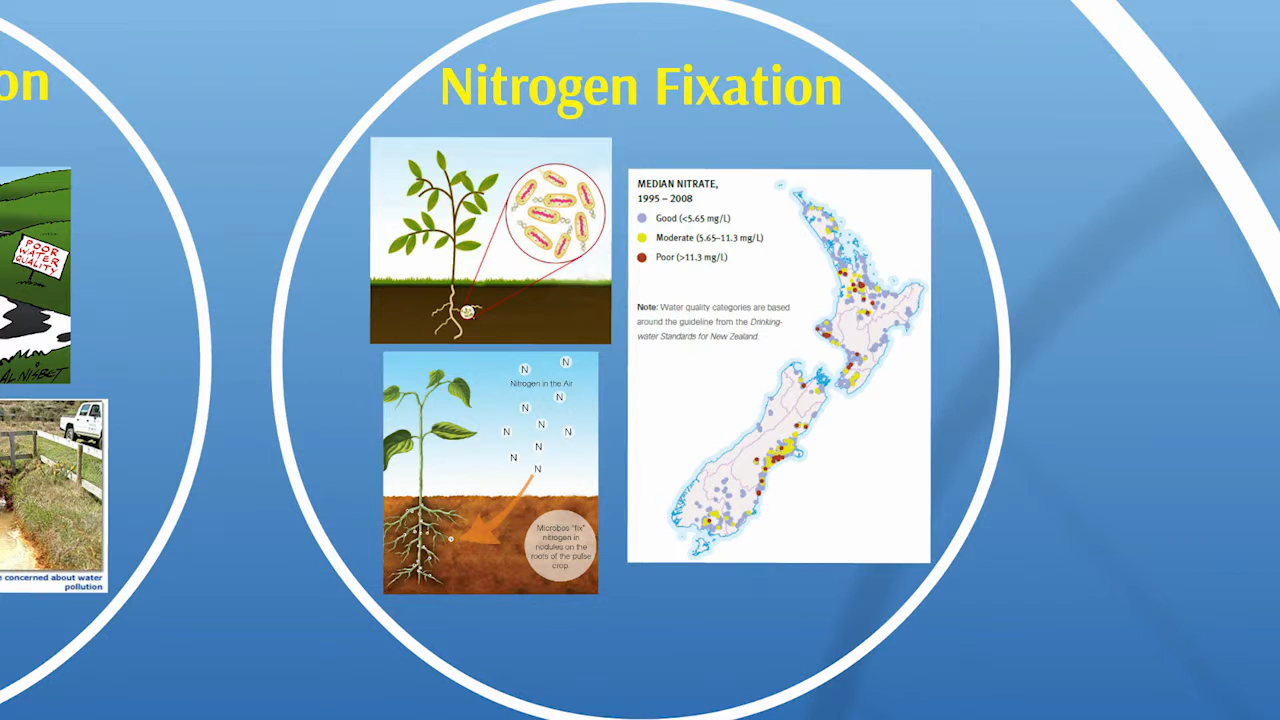 on
Nitrogen Fixation
POOR
WATER
QUALITY
AL NISBET
e concerned about water
pollution
N
N
Nitrogen in the Air
N
N
N
N
N
N
N
N
Microbes "fix"
nitrogen in
nodules on the
roots of the pulse
crop.
MEDIAN NITRATE,
1995 – 2008
Good (<5.65 mg/L)
Moderate (5.65–11.3 mg/L)
Poor (>11.3 mg/L)
Note: Water quality categories are based
around the guideline from the Drinking-
water Standards for New Zealand.